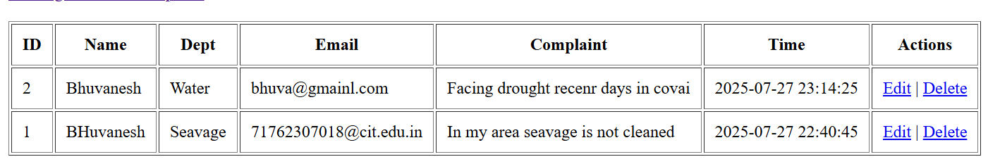 ID Name Dept Email Complaint Time Actions
2 Bhuvanesh Water bhuva@gmainl.com Facing drought recenr days in covai 2025-07-27 23:14:25 Edit | Delete
1 BHuvanesh Seavage 71762307018@cit.edu.in In my area seavage is not cleaned 2025-07-27 22:40:45 Edit | Delete